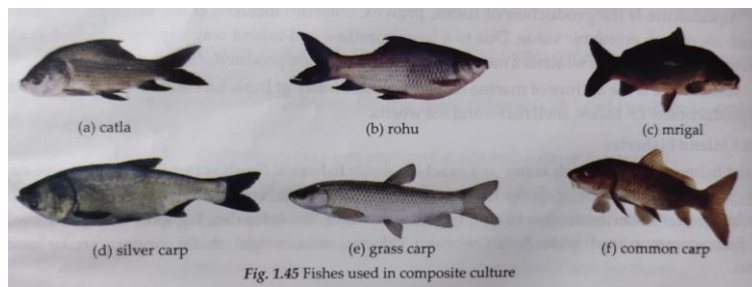 (a) catla
(b) rohu
(c) mrigal
(d) silver carp
(e) grass carp
(f) common carp
Fig. 1.45 Fishes used in composite culture